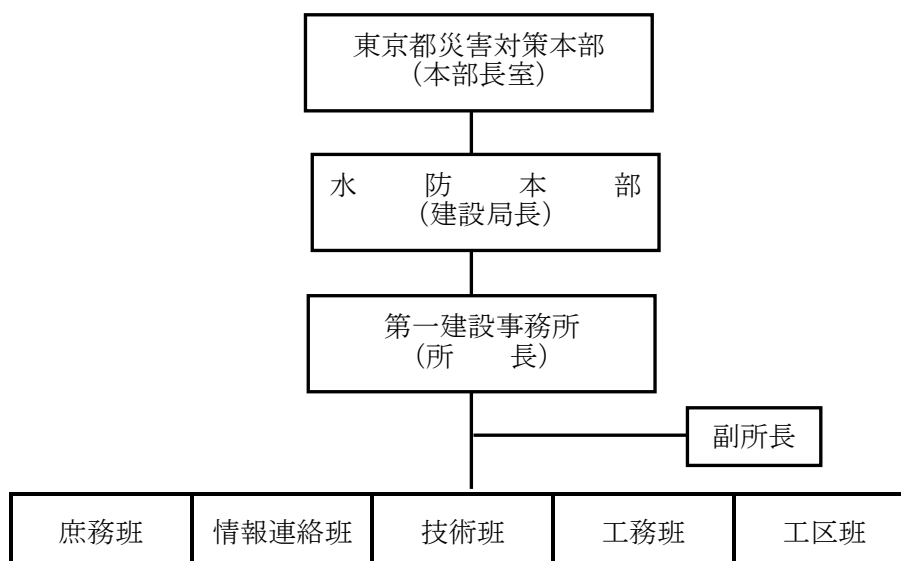 東京都災害対策本部
（本部長室）
水防本部
（建設局長）
第一建設事務所
（所　長）
副所長
庶務班　情報連絡班　技術班　工務班　工区班